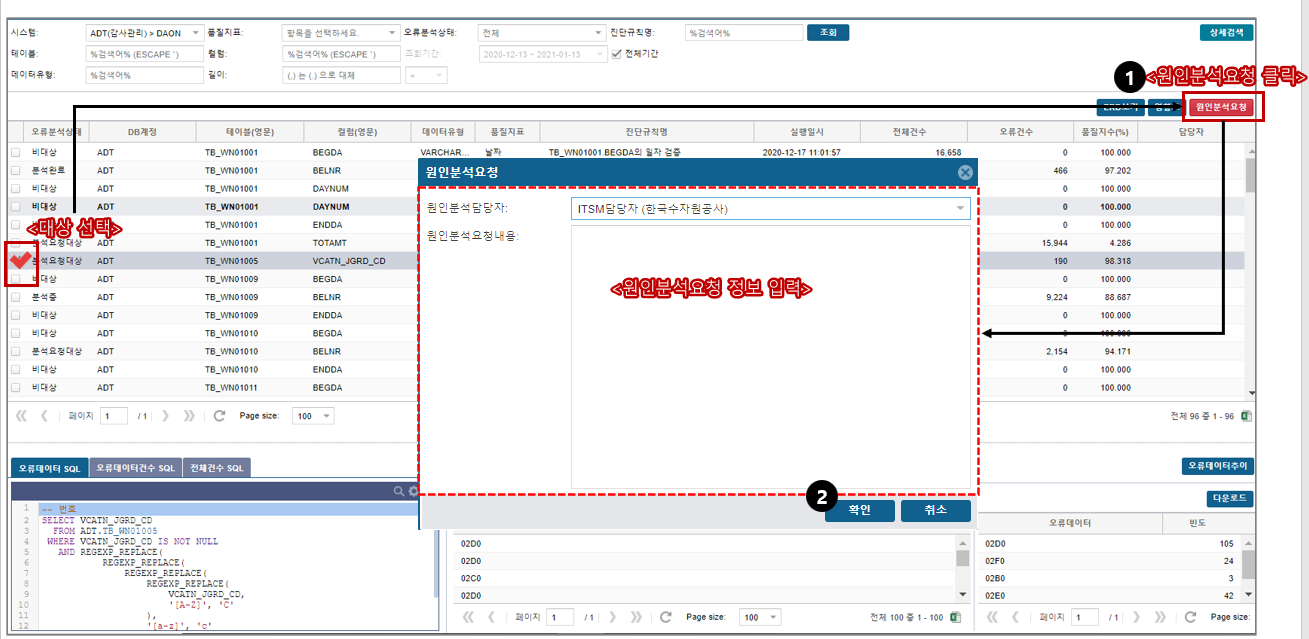 시스템: ADT(감사관리) > DAON 품질지표: 항목을 선택하세요. 오류분석상태: 전체 진단규칙명: %검색어% 조회 상세검색
테이블: %검색어% (ESCAPE `) 컬럼: %검색어% (ESCAPE `) 조회기간: 2020-12-13 ~ 2021-01-13 전체기간
데이터유형: %검색어% 길이: (,) 는 (.) 으로 대체 =
1 <원인분석요청 클릭>
원인분석요청
오류분석상태 DB계정 테이블(영문) 컬럼(영문) 데이터유형 품질지표 진단규칙명 실행일시 전체건수 오류건수 품질지수(%) 담당자
비대상 ADT TB_WN01001 BEGDA VARCHAR... 날짜 TB_WN01001.BEGDA의 일자 검증 2020-12-17 11:01:57 16,658 0 100.000
분석완료 ADT TB_WN01001 BELNR 466 97.202
비대상 ADT TB_WN01001 DAYNUM 0 100.000
비대상 ADT TB_WN01001 DAYNUM 0 100.000
ADT TB_WN01001 ENDDA 0 100.000
<대상 선택>
분석요청대상 ADT TB_WN01001 TOTAMT 15,944 4.286
분석요청대상 ADT TB_WN01005 VCATN_JGRD_CD 190 98.318
비대상 ADT TB_WN01009 BEGDA 0 100.000
분석중 ADT TB_WN01009 BELNR 9,224 88.687
비대상 ADT TB_WN01009 ENDDA 0 100.000
비대상 ADT TB_WN01010 BEGDA 0 100.000
분석요청대상 ADT TB_WN01010 BELNR 2,154 94.171
비대상 ADT TB_WN01010 ENDDA 0 100.000
비대상 ADT TB_WN01011 BEGDA 0 100.000
페이지 1 / 1 Page size: 100 전체 96 중 1 - 96
원인분석요청
원인분석담당자: ITSM담당자 (한국수자원공사)
원인분석요청내용:
<원인분석요청 정보 입력>
2
확인 취소
오류데이터 SQL 오류데이터건수 SQL 전체건수 SQL 오류데이터추이
다운로드
1 -- 번호
2 SELECT VCATN_JGRD_CD
3 FROM ADT.TB_WN01005
4 WHERE VCATN_JGRD_CD IS NOT NULL
5 AND REGEXP_REPLACE(
6 REGEXP_REPLACE(
7 REGEXP_REPLACE(
8 REGEXP_REPLACE(
9 VCATN_JGRD_CD,
10 '[A-Z]', 'C'
11 ),
12 '[a-z]', 'c'
02D0
02D0
02C0
02D0
페이지 1 / 1 Page size: 100 전체 100 중 1 - 100
오류데이터 빈도
02D0 105
02F0 24
02B0 3
02E0 42
페이지 1 / 1 Page size: